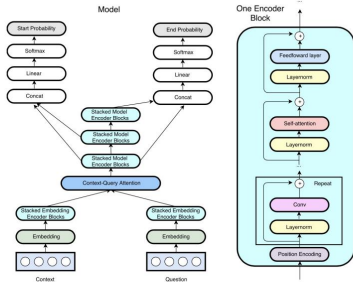 Model
Start Probability
Softmax
Linear
Concat
End Probablity
Softmax
Linear
Concat
Stacked Model
Encoder Blocks
Stacked Model
Encoder Blocks
Stacked Model
Encoder Blocks
Context-Query Attention
Stacked Embedding
Encoder Blocks
Stacked Embedding
Encoder Blocks
Embedding
Embedding
Context
Question
One Encoder
Block
...
+
Feedfoward layer
Layernorm
+
Self-attention
Layernorm
...
+
Repeat
Conv
Layernorm
Position Encoding
...